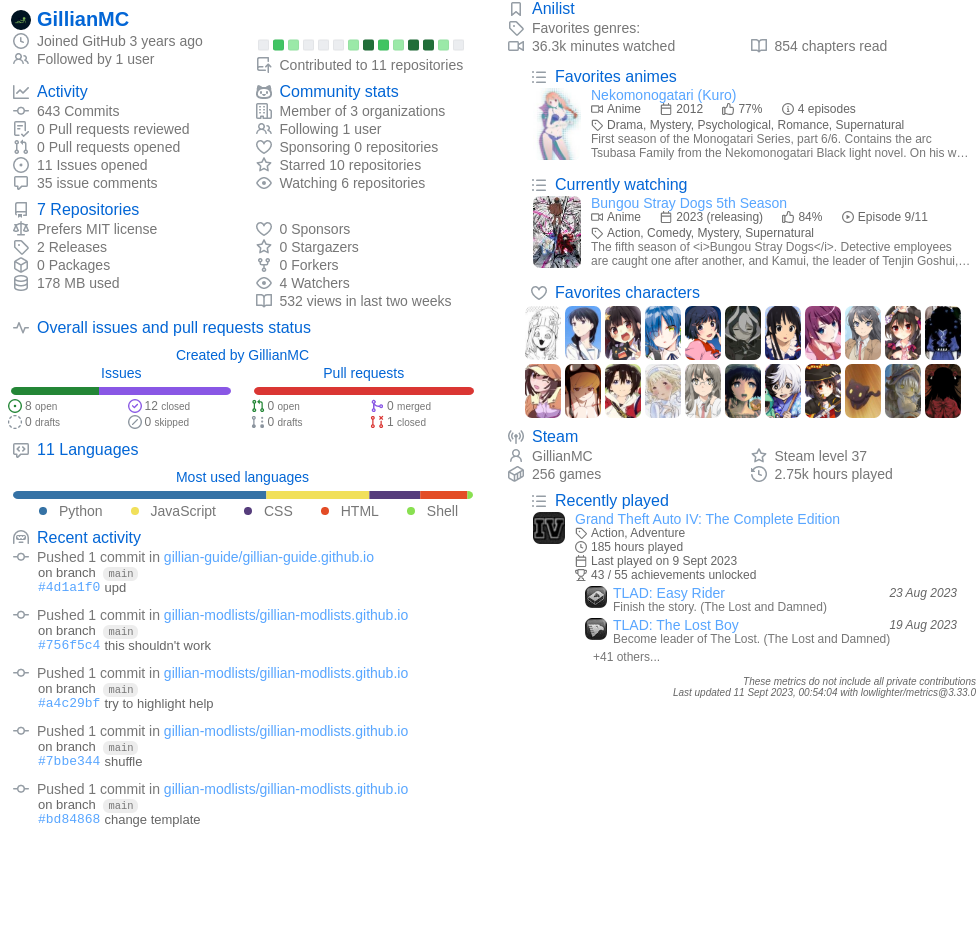 GillianMC
Joined GitHub 3 years ago
Followed by 1 user
Contributed to 11 repositories
Activity
643 Commits
0 Pull requests reviewed
0 Pull requests opened
11 Issues opened
35 issue comments
Community stats
Member of 3 organizations
Following 1 user
Sponsoring 0 repositories
Starred 10 repositories
Watching 6 repositories
7 Repositories
Prefers MIT license
2 Releases
0 Packages
178 MB used
0 Sponsors
0 Stargazers
0 Forkers
4 Watchers
532 views in last two weeks
Overall issues and pull requests status
Created by GillianMC
Issues
8 open
12 closed
0 drafts
0 skipped
Pull requests
0 open
0 merged
0 drafts
1 closed
11 Languages
Most used languages
Python JavaScript CSS HTML Shell
Recent activity
Pushed 1 commit in gillian-guide/gillian-guide.github.io
on branch main
#4d1a1f0 upd
Pushed 1 commit in gillian-modlists/gillian-modlists.github.io
on branch main
#756f5c4 this shouldn't work
Pushed 1 commit in gillian-modlists/gillian-modlists.github.io
on branch main
#a4c29bf try to highlight help
Pushed 1 commit in gillian-modlists/gillian-modlists.github.io
on branch main
#7bbe344 shuffle
Pushed 1 commit in gillian-modlists/gillian-modlists.github.io
on branch main
#bd84868 change template
Anilist
Favorites genres:
36.3k minutes watched
854 chapters read
Favorites animes
Nekomonogatari (Kuro)
Anime 2012 77% 4 episodes
Drama, Mystery, Psychological, Romance, Supernatural
First season of the Monogatari Series, part 6/6. Contains the arc
Tsubasa Family from the Nekomonogatari Black light novel. On his w…
Currently watching
Bungou Stray Dogs 5th Season
Anime 2023 (releasing) 84% Episode 9/11
Action, Comedy, Mystery, Supernatural
The fifth season of <i>Bungou Stray Dogs</i>. Detective employees
are caught one after another, and Kamui, the leader of Tenjin Goshui,…
Favorites characters
Steam
GillianMC
256 games
Steam level 37
2.75k hours played
Recently played
IV
Grand Theft Auto IV: The Complete Edition
Action, Adventure
185 hours played
Last played on 9 Sept 2023
43 / 55 achievements unlocked
TLAD: Easy Rider 23 Aug 2023
Finish the story. (The Lost and Damned)
TLAD: The Lost Boy 19 Aug 2023
Become leader of The Lost. (The Lost and Damned)
+41 others...
These metrics do not include all private contributions
Last updated 11 Sept 2023, 00:54:04 with lowlighter/metrics@3.33.0